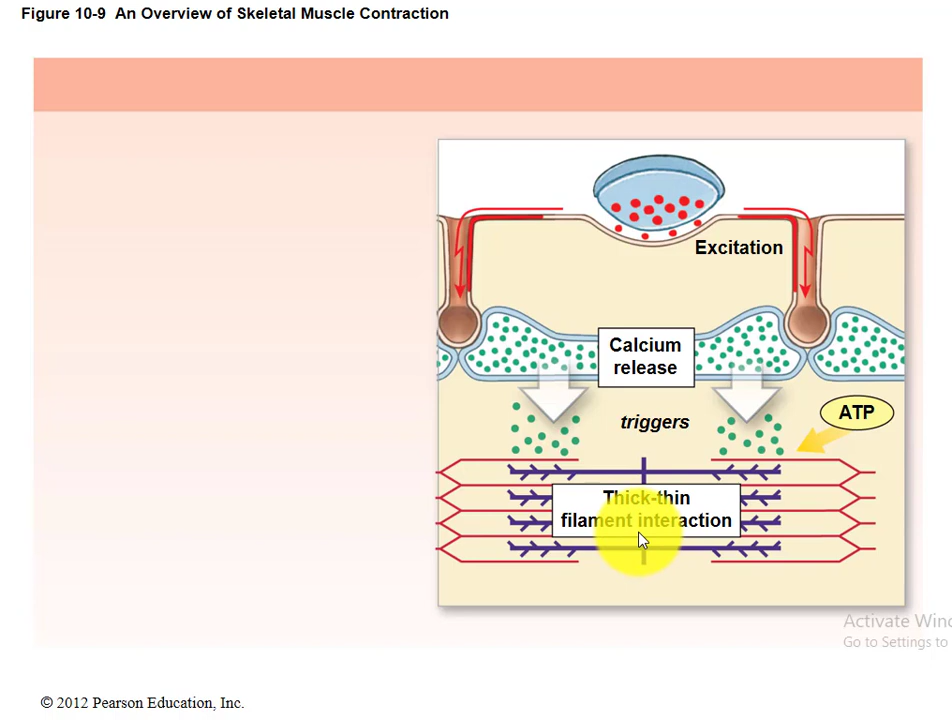 Figure 10-9  An Overview of Skeletal Muscle Contraction
Excitation
Calcium
release
triggers
ATP
Thick-thin
filament interaction
Activate Wind
Go to Settings to
© 2012 Pearson Education, Inc.